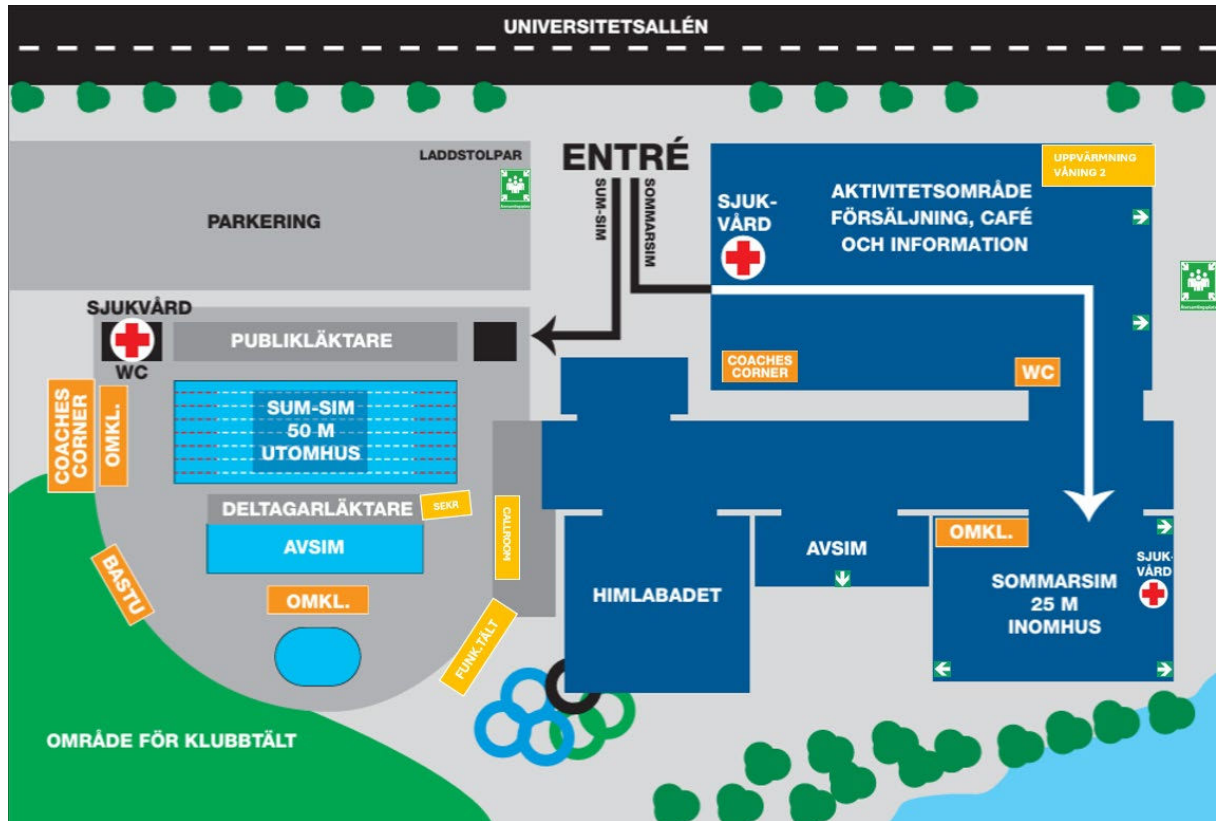 UNIVERSITETSALLÉN
LADDSTOLPAR
PARKERING
ENTRÉ
SUM-SIM
SOMMARSIM
SJUK-
VÅRD
AKTIVITETSOMRÅDE
FÖRSÄLJNING, CAFÉ
OCH INFORMATION
UPPVÄRMNING
VÅNING 2
SJUKVÅRD
WC
PUBLIKLÄKTARE
COACHES
CORNER
WC
COACHES
CORNER
OMKL.
SUM-SIM
50 M
UTOMHUS
DELTAGARLÄKTARE
SEKR
CALLROOM
AVSIM
BASTU
OMKL.
FUNK.TÄLT
HIMLABADET
AVSIM
OMKL.
SOMMARSIM
25 M
INOMHUS
SJUK-
VÅRD
OMRÅDE FÖR KLUBBTÄLT